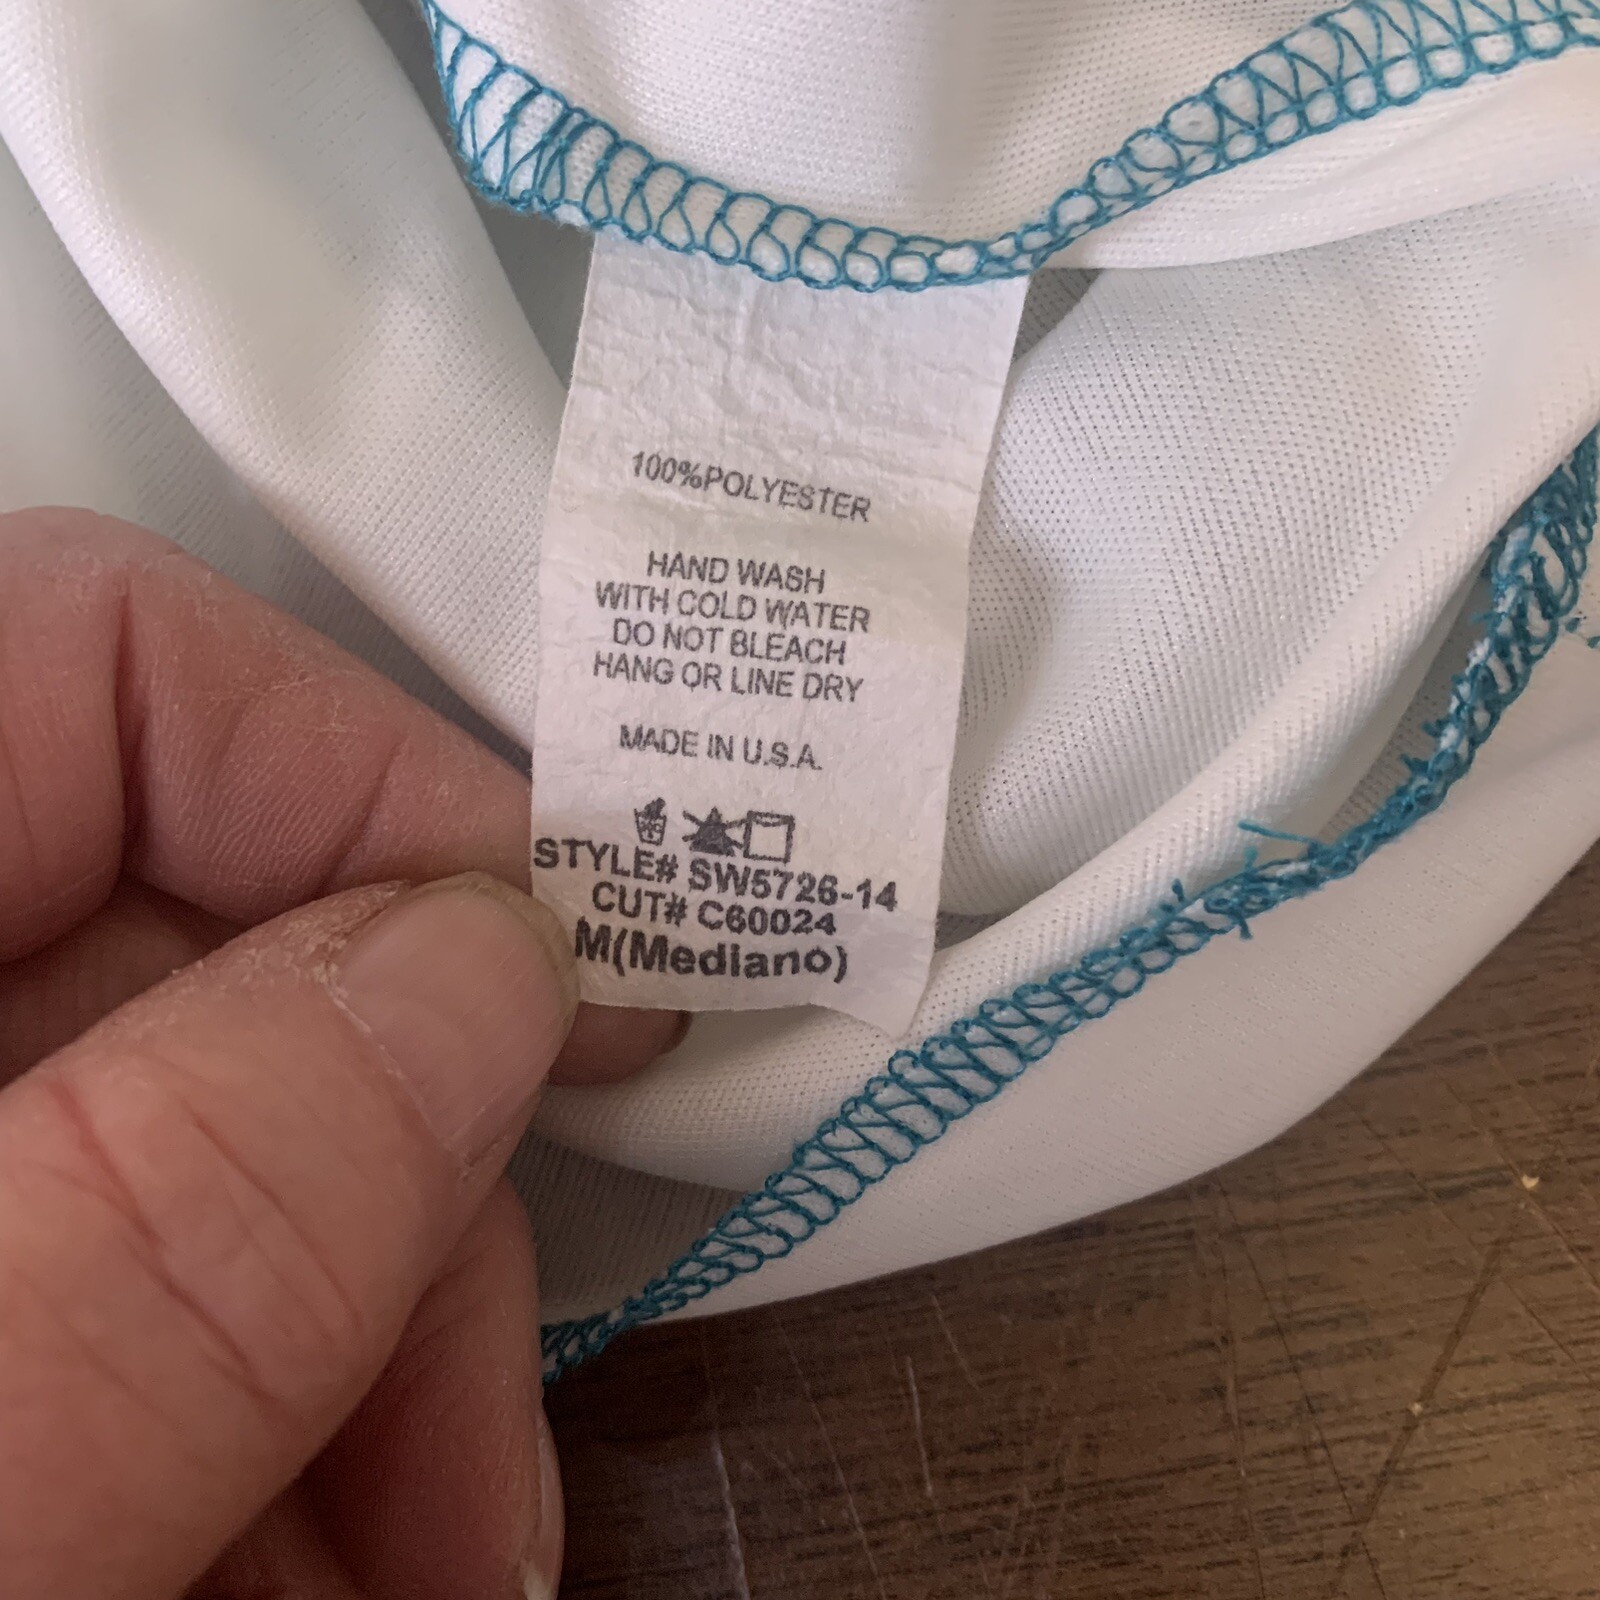 100%POLYESTER
HAND WASH
WITH COLD WATER
DO NOT BLEACH
HANG OR LINE DRY
MADE IN U.S.A.
STYLE# SW5726-14
CUT# C60024
M(Mediano)